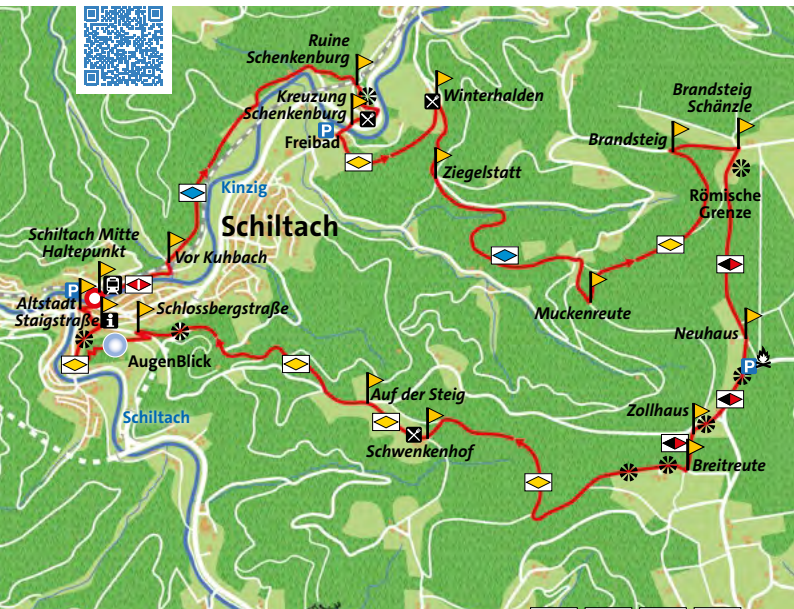 Ruine
Schenkenburg
Kreuzung
Schenkenburg
P
Freibad
Winterhalden
Brandsteig
Schänzle
Brandsteig
Ziegelstatt
Kinzig
Römische
Grenze
Schiltach
Schiltach Mitte
Haltepunkt
Vor Kuhbach
P
Altstadt
Staigstraße
i
Schlossbergstraße
AugenBlick
Muckenreute
Neuhaus
P
Auf der Steig
Schwenkenhof
Schiltach
Zollhaus
Breitreute